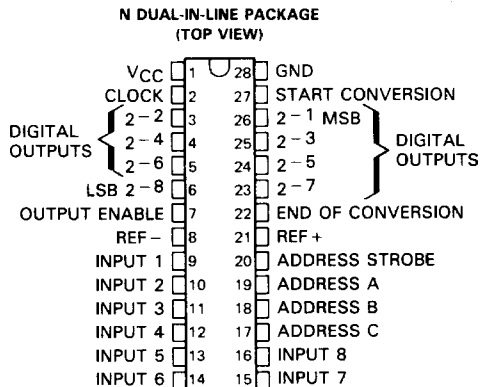 N DUAL-IN-LINE PACKAGE
(TOP VIEW)
VCC 1 28 GND
CLOCK 2 27 START CONVERSION
2-2 3 26 2-1 MSB
DIGITAL OUTPUTS 2-4 4 25 2-3 DIGITAL OUTPUTS
2-6 5 24 2-5
LSB 2-8 6 23 2-7
OUTPUT ENABLE 7 22 END OF CONVERSION
REF- 8 21 REF+
INPUT 1 9 20 ADDRESS STROBE
INPUT 2 10 19 ADDRESS A
INPUT 3 11 18 ADDRESS B
INPUT 4 12 17 ADDRESS C
INPUT 5 13 16 INPUT 8
INPUT 6 14 15 INPUT 7